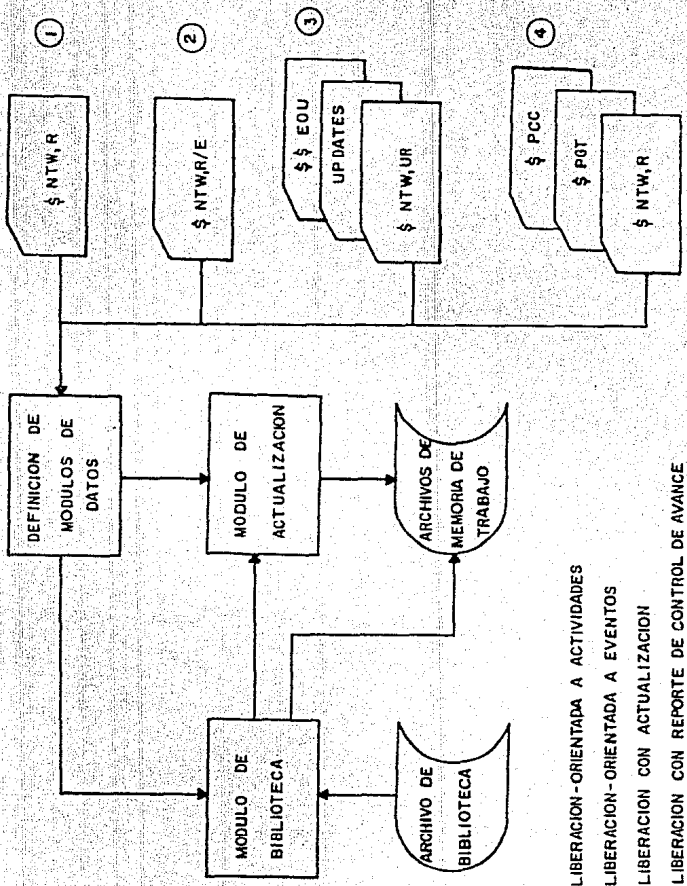 1
$ NTW,R
2
$ NTW,R/E
3
$$ EOU
UPDATES
$ NTW,UR
4
$ PCC
$ PGT
$ NTW,R
DEFINICION DE
MODULOS DE
DATOS
MODULO DE
ACTUALIZACION
ARCHIVOS DE
MEMORIA DE
TRABAJO
MODULO DE
BIBLIOTECA
ARCHIVO DE
BIBLIOTECA
LIBERACION-ORIENTADA A ACTIVIDADES
LIBERACION-ORIENTADA A EVENTOS
LIBERACION CON ACTUALIZACION
LIBERACION CON REPORTE DE CONTROL DE AVANCE